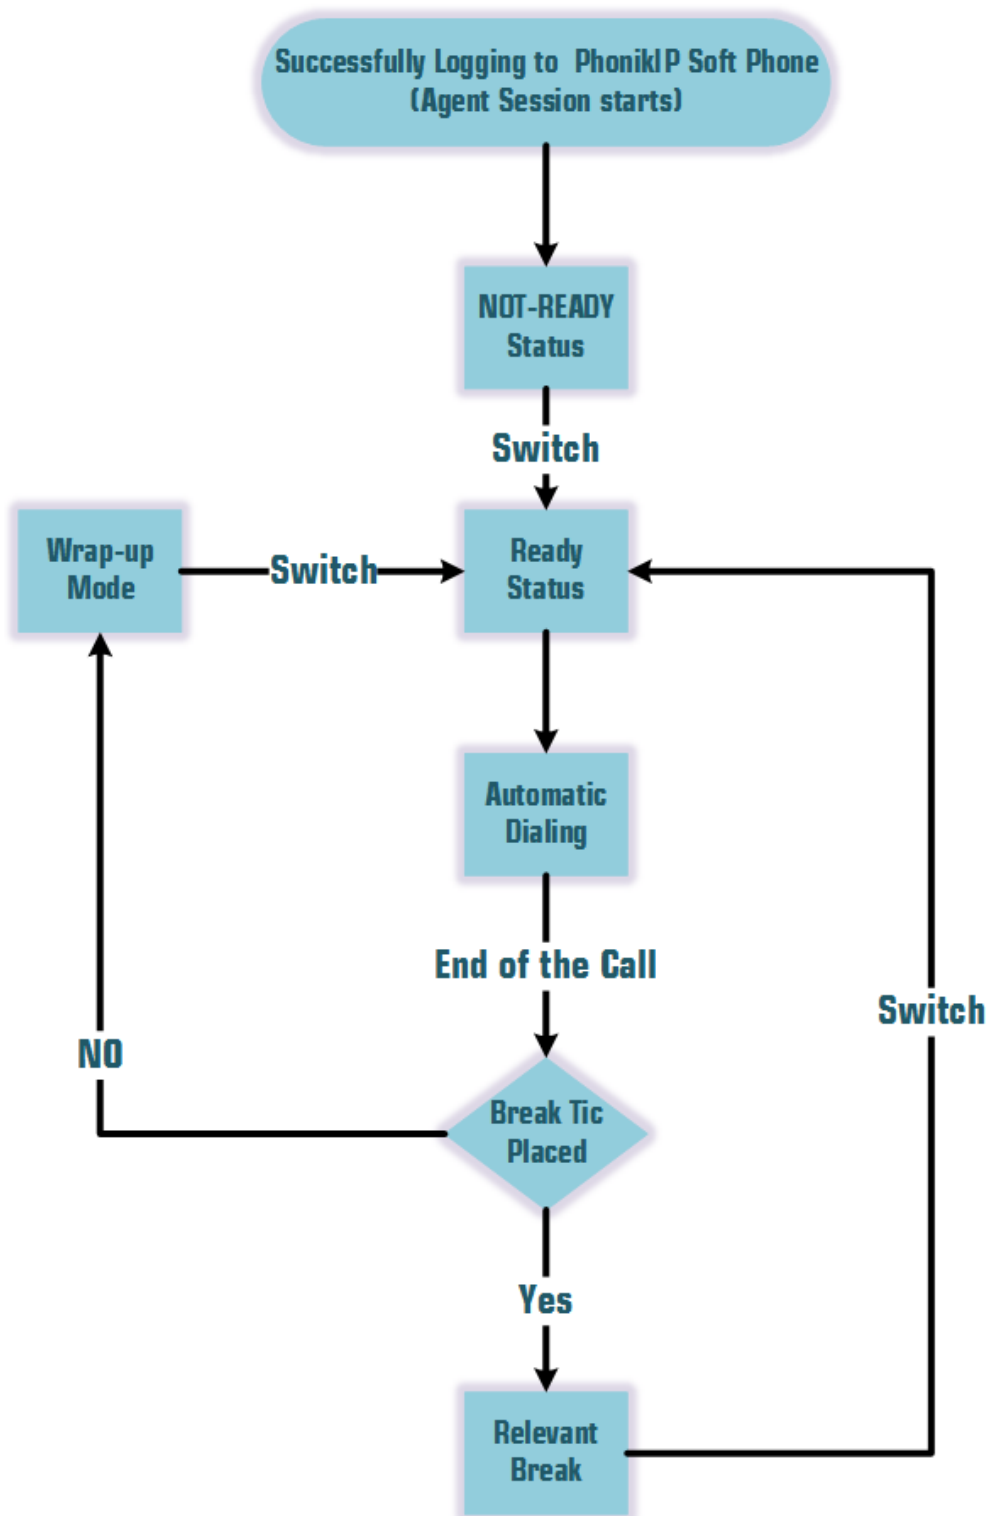 Successfully Logging to PhonikIP Soft Phone
(Agent Session starts)
NOT-READY
Status
Switch
Wrap-up
Mode
Switch
Ready
Status
Automatic
Dialing
End of the Call
Switch
NO
Break Tic
Placed
Yes
Relevant
Break